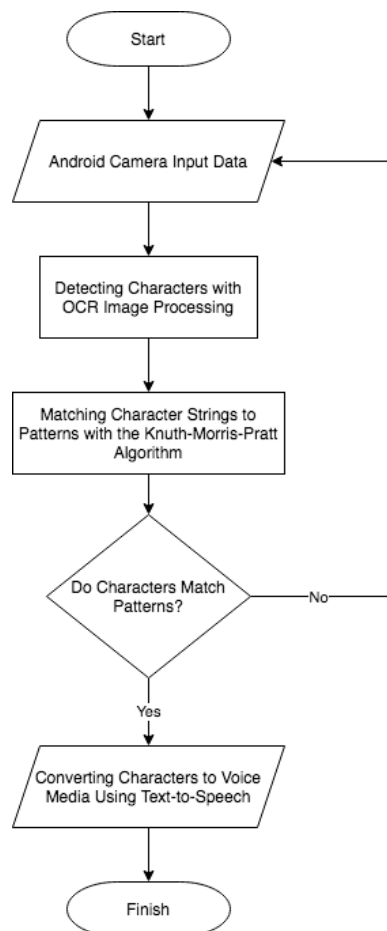 Start
Android Camera Input Data
Detecting Characters with
OCR Image Processing
Matching Character Strings to
Patterns with the Knuth-Morris-Pratt
Algorithm
Do Characters Match
Patterns?
No
Yes
Converting Characters to Voice
Media Using Text-to-Speech
Finish